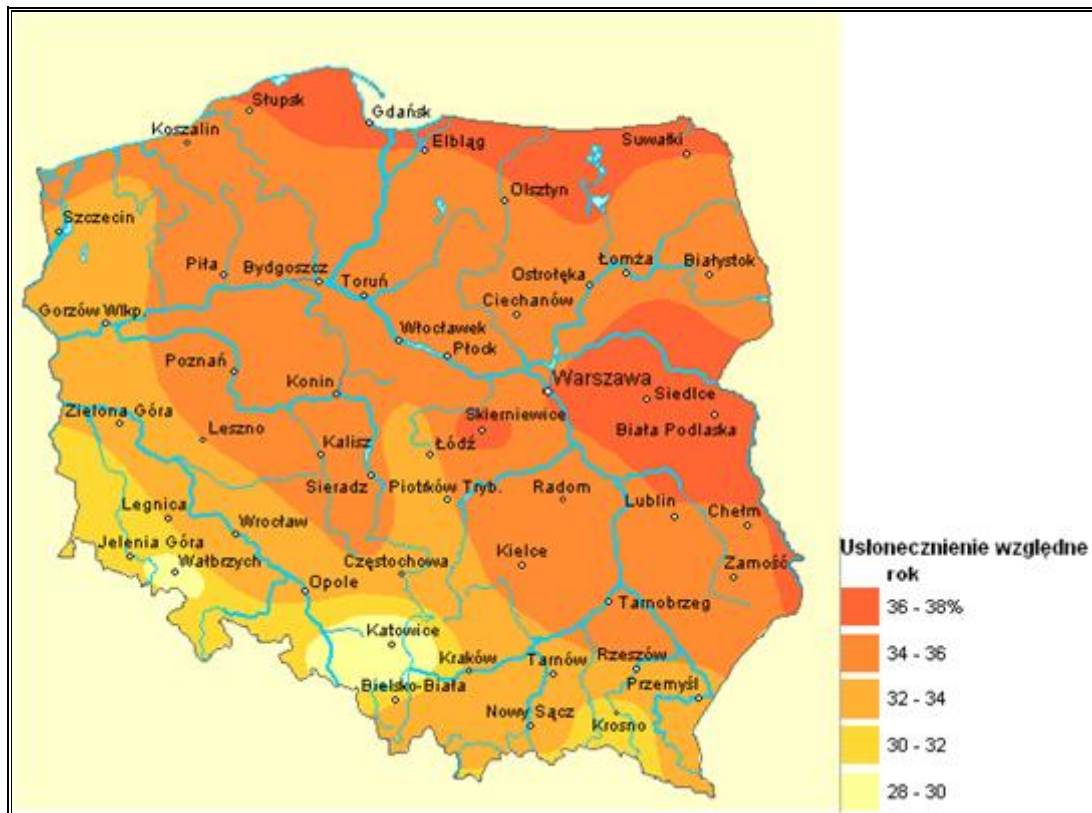 Słupsk
Gdańsk
Koszalin
Elbląg
Suwałki
Olsztyn
Szczecin
Piła
Bydgoszcz
Toruń
Ostrołęka
Łomża
Białystok
Ciechanów
Gorzów Wlkp.
Włocławek
Płock
Poznań
Konin
Warszawa
Siedlce
Skierniewice
Biała Podlaska
Zielona Góra
Leszno
Kalisz
Łódź
Sieradz
Piotrków Tryb.
Radom
Lublin
Chełm
Legnica
Wrocław
Jelenia Góra
Wałbrzych
Częstochowa
Kielce
Zamość
Opole
Tarnobrzeg
Katowice
Kraków
Tarnów
Rzeszów
Bielsko-Biała
Przemyśl
Nowy Sącz
Krosno
Usłonecznienie względne
rok
36 - 38%
34 - 36
32 - 34
30 - 32
28 - 30